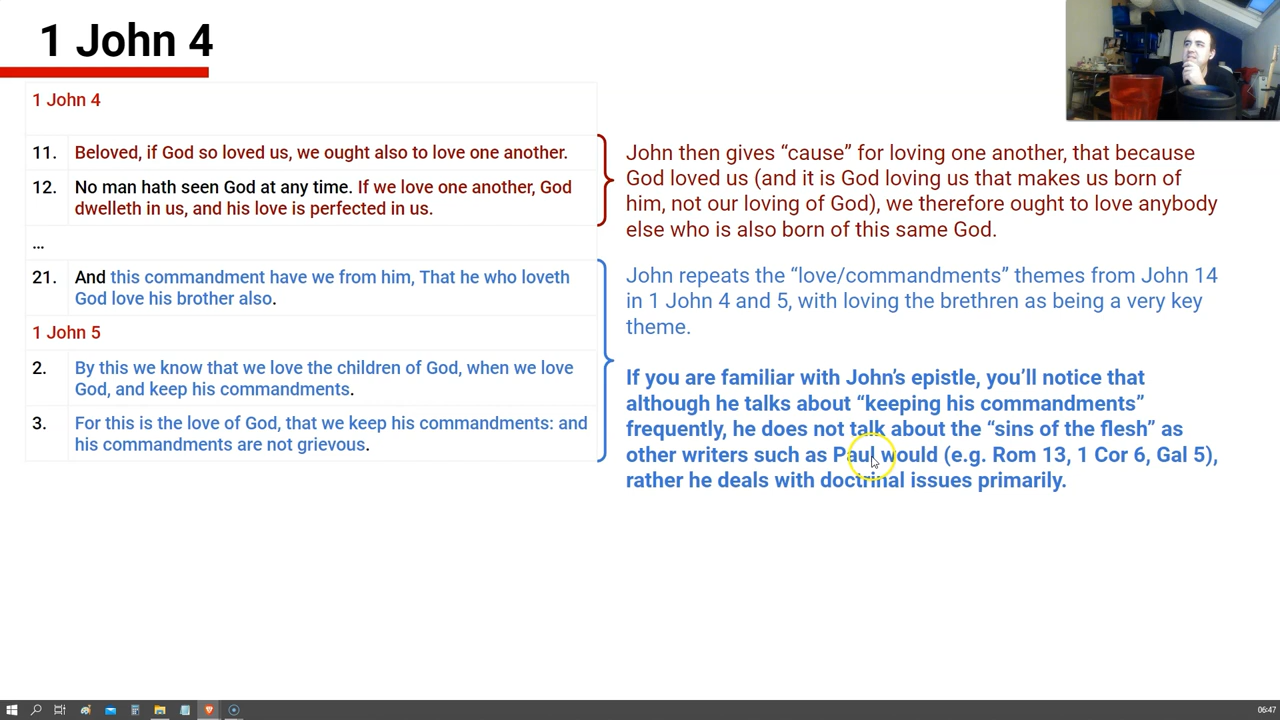 1 John 4
1 John 4
11. Beloved, if God so loved us, we ought also to love one another.
12. No man hath seen God at any time. If we love one another, God
dwelleth in us, and his love is perfected in us.
...
21. And this commandment have we from him, That he who loveth
God love his brother also.
1 John 5
2. By this we know that we love the children of God, when we love
God, and keep his commandments.
3. For this is the love of God, that we keep his commandments: and
his commandments are not grievous.
John then gives “cause” for loving one another, that because
God loved us (and it is God loving us that makes us born of
him, not our loving of God), we therefore ought to love anybody
else who is also born of this same God.
John repeats the “love/commandments” themes from John 14
in 1 John 4 and 5, with loving the brethren as being a very key
theme.
If you are familiar with John’s epistle, you’ll notice that
although he talks about “keeping his commandments”
frequently, he does not talk about the “sins of the flesh” as
other writers such as Paul would (e.g. Rom 13, 1 Cor 6, Gal 5),
rather he deals with doctrinal issues primarily.
06:47